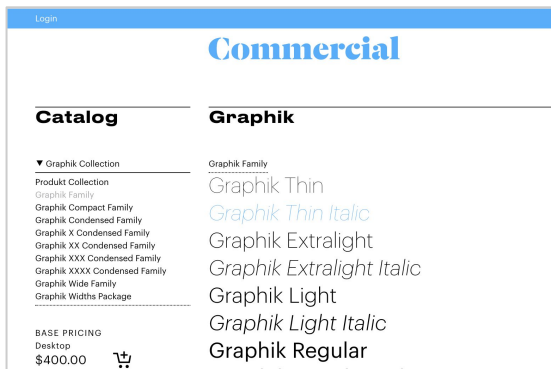 Login
Commercial
Catalog
▼ Graphik Collection
Produkt Collection
Graphik Family
Graphik Compact Family
Graphik Condensed Family
Graphik X Condensed Family
Graphik XX Condensed Family
Graphik XXX Condensed Family
Graphik XXXX Condensed Family
Graphik Wide Family
Graphik Widths Package
BASE PRICING
Desktop
$400.00
Graphik
Graphik Family
Graphik Thin
Graphik Thin Italic
Graphik Extralight
Graphik Extralight Italic
Graphik Light
Graphik Light Italic
Graphik Regular